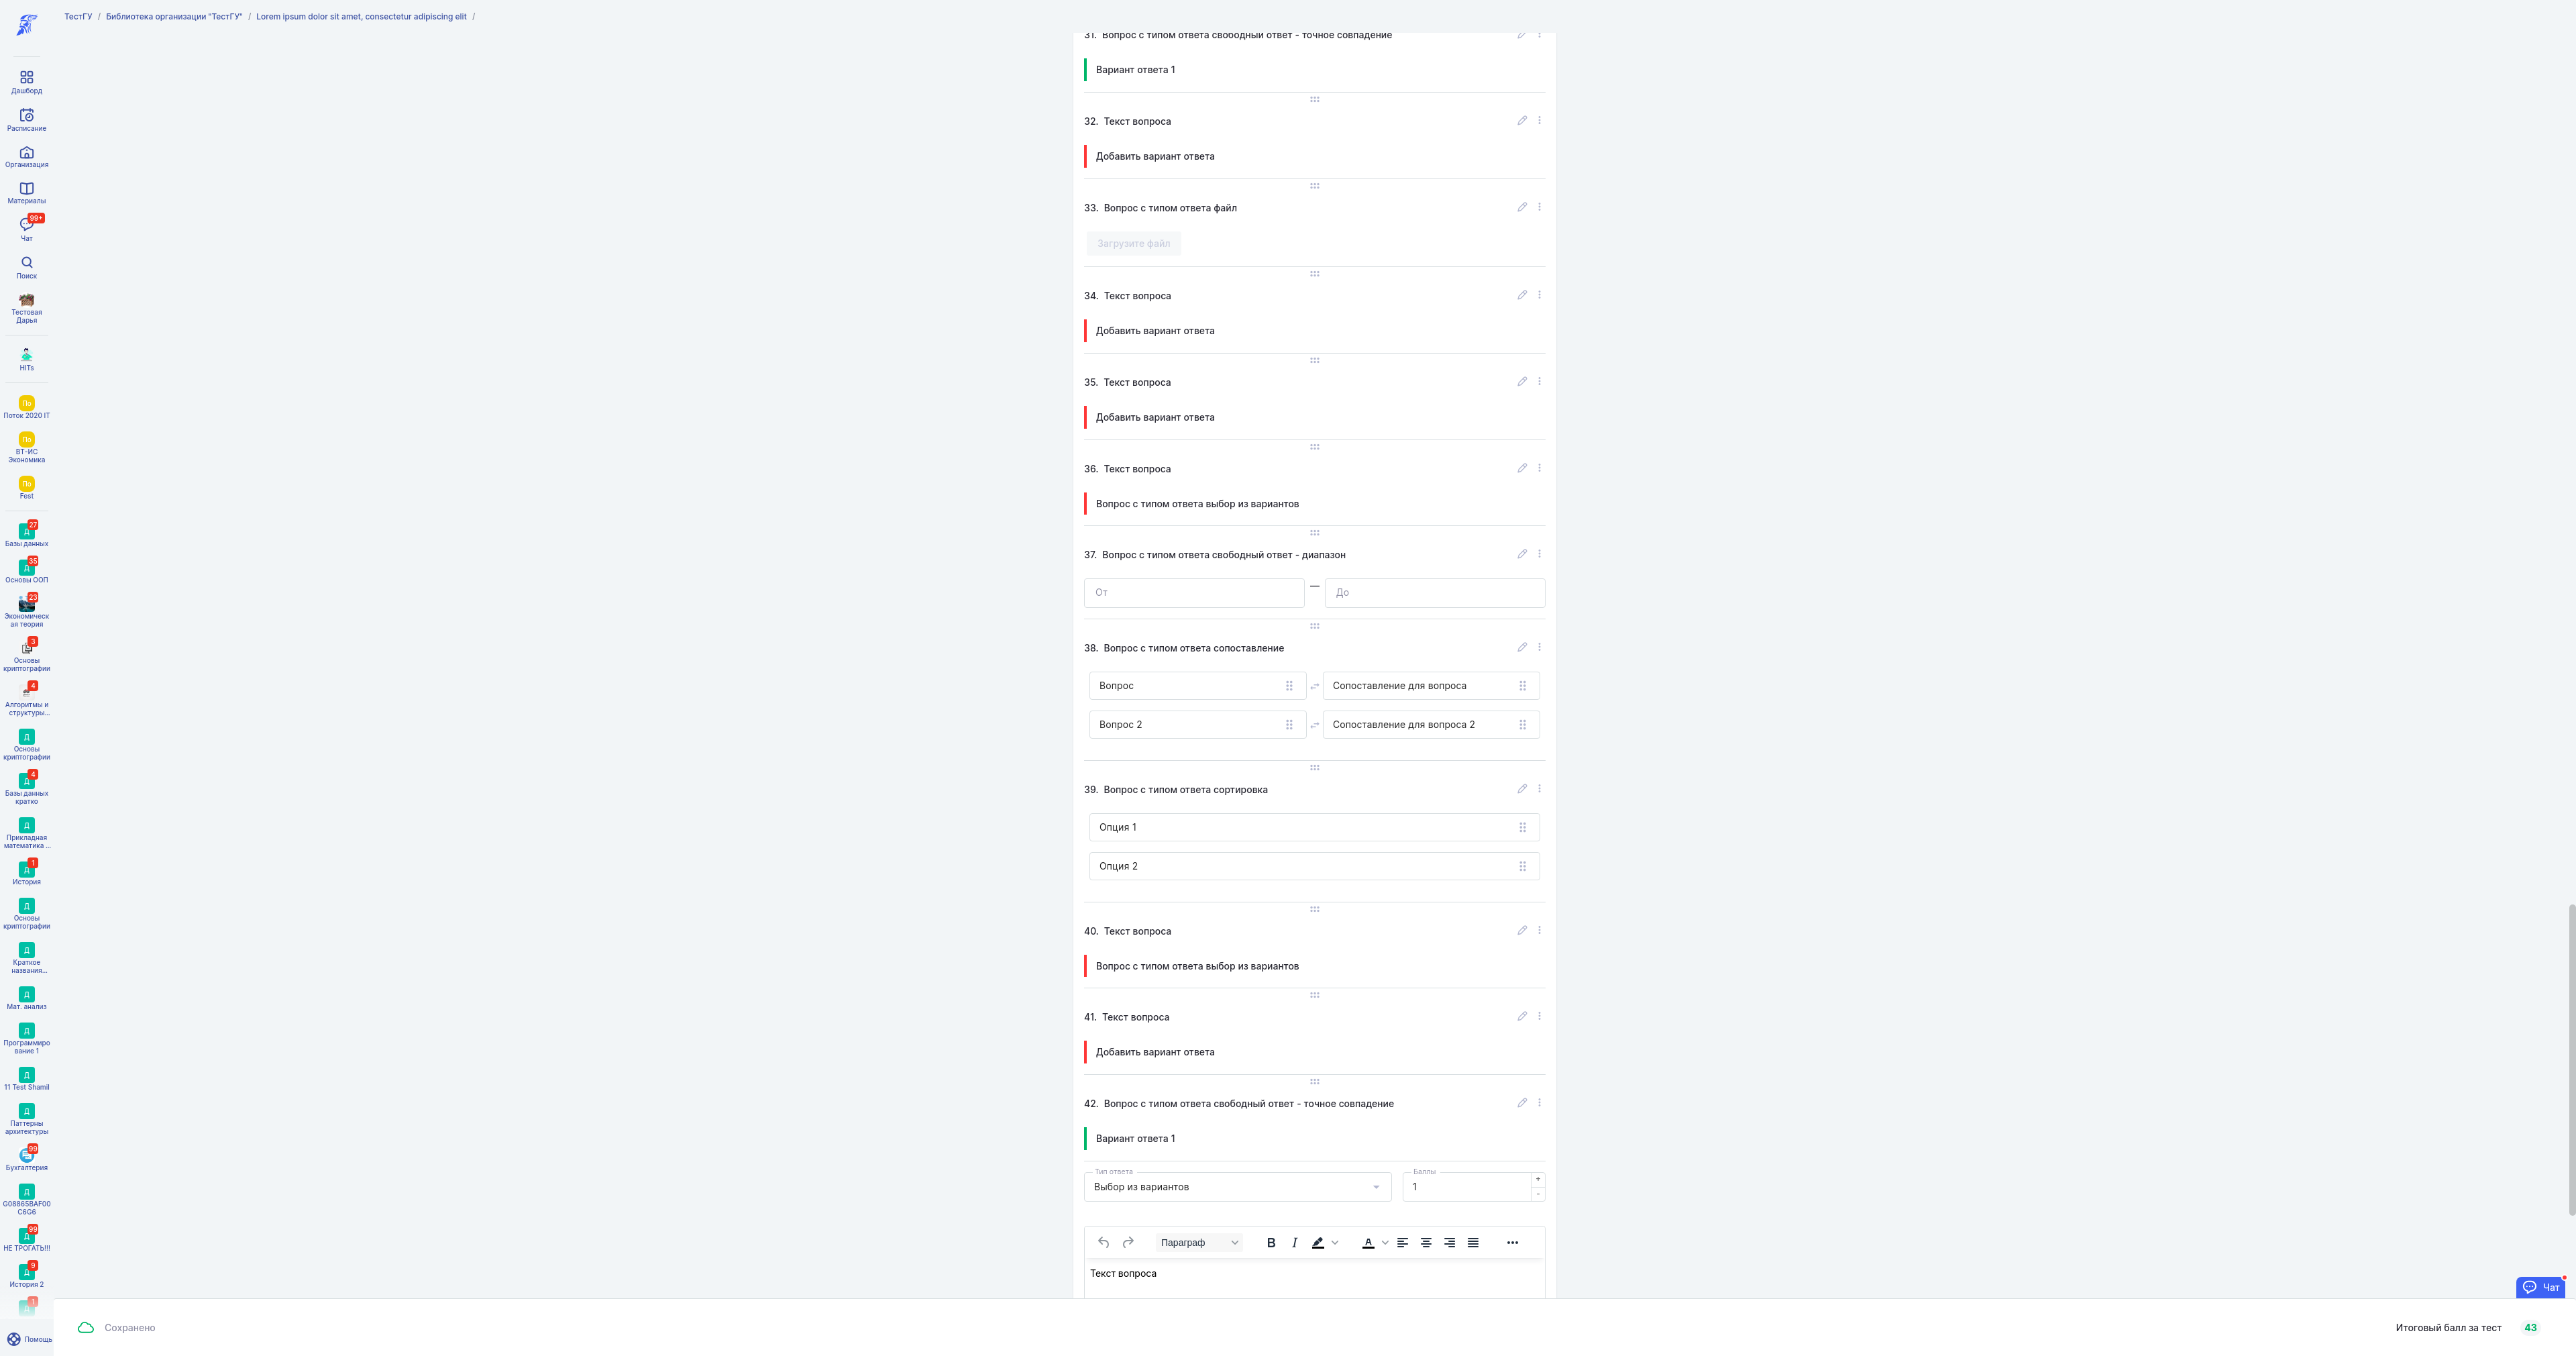 ТестГУ / Библиотека организации "ТестГУ" / Lorem ipsum dolor sit amet, consectetur adipiscing elit /
Дашборд
Расписание
Организация
Материалы
99+
Чат
Поиск
Тестовая
Дарья
HITs
По
Поток 2020 IT
По
ВТ-ИС
Экономика
По
Fest
27
Д
Базы данных
35
Д
Основы ООП
23
Экономическ
ая теория
3
Основы
криптографии
4
Алгоритмы и
структуры...
Д
Основы
криптографии
4
Д
Базы данных
кратко
Д
Прикладная
математика ...
1
Д
История
Д
Основы
криптографии
Д
Краткое
названия...
Д
Мат. анализ
Д
Программиро
вание 1
Д
11 Test Shamil
Д
Паттерны
архитектуры
99
Бухгалтерия
Д
G08865BAF00
C6G6
99
Д
НЕ ТРОГАТЬ!!!
9
Д
История 2
1
Д
Помощь
31. Вопрос с типом ответа свободный ответ - точное совпадение
Вариант ответа 1
32. Текст вопроса
Добавить вариант ответа
33. Вопрос с типом ответа файл
Загрузите файл
34. Текст вопроса
Добавить вариант ответа
35. Текст вопроса
Добавить вариант ответа
36. Текст вопроса
Вопрос с типом ответа выбор из вариантов
37. Вопрос с типом ответа свободный ответ - диапазон
От — До
38. Вопрос с типом ответа сопоставление
Вопрос Сопоставление для вопроса
Вопрос 2 Сопоставление для вопроса 2
39. Вопрос с типом ответа сортировка
Опция 1
Опция 2
40. Текст вопроса
Вопрос с типом ответа выбор из вариантов
41. Текст вопроса
Добавить вариант ответа
42. Вопрос с типом ответа свободный ответ - точное совпадение
Вариант ответа 1
Тип ответа Баллы
Выбор из вариантов 1 + -
Параграф B I A
Текст вопроса
Чат
Сохранено
Итоговый балл за тест 43